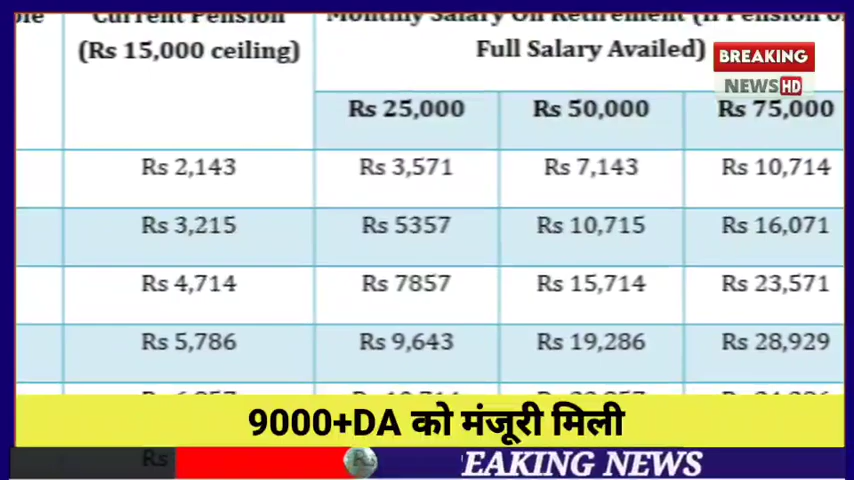 Current Pension
(Rs 15,000 ceiling)
Monthly Salary On Retirement (If Pension on
Full Salary Availed)
BREAKING
NEWS HD
Rs 25,000 Rs 50,000 Rs 75,000
Rs 2,143 Rs 3,571 Rs 7,143 Rs 10,714
Rs 3,215 Rs 5357 Rs 10,715 Rs 16,071
Rs 4,714 Rs 7857 Rs 15,714 Rs 23,571
Rs 5,786 Rs 9,643 Rs 19,286 Rs 28,929
9000+DA को मंजूरी मिली
Rs
EAKING NEWS